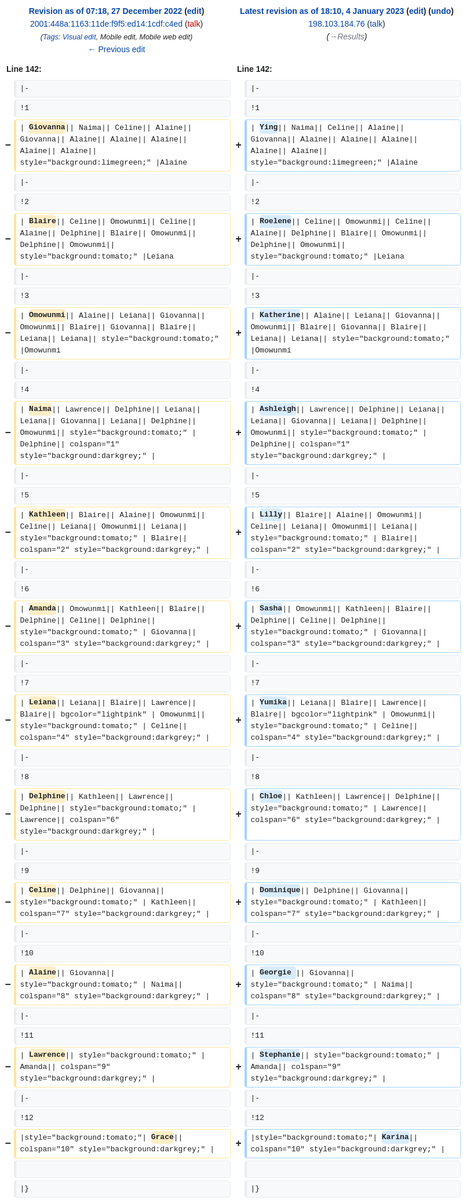 Revision as of 07:18, 27 December 2022 (edit)
2001:448a:1163:11de:f9f5:ed14:1cdf:c4ed (talk)
(Tags: Visual edit, Mobile edit, Mobile web edit)
← Previous edit
Latest revision as of 18:10, 4 January 2023 (edit) (undo)
198.103.184.76 (talk)
(→Results)
Line 142:
Line 142:
|-
|-
!1
!1
− | Giovanna|| Naima|| Celine|| Alaine||
Giovanna|| Alaine|| Alaine|| Alaine||
Alaine|| Alaine||
style="background:limegreen;" |Alaine
+ | Ying|| Naima|| Celine|| Alaine||
Giovanna|| Alaine|| Alaine|| Alaine||
Alaine|| Alaine||
style="background:limegreen;" |Alaine
|-
|-
!2
!2
− | Blaire|| Celine|| Omowunmi|| Celine||
Alaine|| Delphine|| Blaire|| Omowunmi||
Delphine|| Omowunmi||
style="background:tomato;" |Leiana
+ | Roelene|| Celine|| Omowunmi|| Celine||
Alaine|| Delphine|| Blaire|| Omowunmi||
Delphine|| Omowunmi||
style="background:tomato;" |Leiana
|-
|-
!3
!3
− | Omowunmi|| Alaine|| Leiana|| Giovanna||
Omowunmi|| Blaire|| Giovanna|| Blaire||
Leiana|| Leiana|| style="background:tomato;"
|Omowunmi
+ | Katherine|| Alaine|| Leiana|| Giovanna||
Omowunmi|| Blaire|| Giovanna|| Blaire||
Leiana|| Leiana|| style="background:tomato;"
|Omowunmi
|-
|-
!4
!4
− | Naima|| Lawrence|| Delphine|| Leiana||
Leiana|| Giovanna|| Leiana|| Delphine||
Omowunmi|| style="background:tomato;" |
Delphine|| colspan="1"
style="background:darkgrey;" |
+ | Ashleigh|| Lawrence|| Delphine|| Leiana||
Leiana|| Giovanna|| Leiana|| Delphine||
Omowunmi|| style="background:tomato;" |
Delphine|| colspan="1"
style="background:darkgrey;" |
|-
|-
!5
!5
− | Kathleen|| Blaire|| Alaine|| Omowunmi||
Celine|| Leiana|| Omowunmi|| Leiana||
style="background:tomato;" | Blaire||
colspan="2" style="background:darkgrey;" |
+ | Lilly|| Blaire|| Alaine|| Omowunmi||
Celine|| Leiana|| Omowunmi|| Leiana||
style="background:tomato;" | Blaire||
colspan="2" style="background:darkgrey;" |
|-
|-
!6
!6
− | Amanda|| Omowunmi|| Kathleen|| Blaire||
Delphine|| Celine|| Delphine||
style="background:tomato;" | Giovanna||
colspan="3" style="background:darkgrey;" |
+ | Sasha|| Omowunmi|| Kathleen|| Blaire||
Delphine|| Celine|| Delphine||
style="background:tomato;" | Giovanna||
colspan="3" style="background:darkgrey;" |
|-
|-
!7
!7
− | Leiana|| Leiana|| Blaire|| Lawrence||
Blaire|| bgcolor="lightpink" | Omowunmi||
style="background:tomato;" | Celine||
colspan="4" style="background:darkgrey;" |
+ | Yumika|| Leiana|| Blaire|| Lawrence||
Blaire|| bgcolor="lightpink" | Omowunmi||
style="background:tomato;" | Celine||
colspan="4" style="background:darkgrey;" |
|-
|-
!8
!8
− | Delphine|| Kathleen|| Lawrence||
Delphine|| style="background:tomato;" |
Lawrence|| colspan="6"
style="background:darkgrey;" |
+ | Chloe|| Kathleen|| Lawrence|| Delphine||
style="background:tomato;" | Lawrence||
colspan="6" style="background:darkgrey;" |
|-
|-
!9
!9
− | Celine|| Delphine|| Giovanna||
style="background:tomato;" | Kathleen||
colspan="7" style="background:darkgrey;" |
+ | Dominique|| Delphine|| Giovanna||
style="background:tomato;" | Kathleen||
colspan="7" style="background:darkgrey;" |
|-
|-
!10
!10
− | Alaine|| Giovanna||
style="background:tomato;" | Naima||
colspan="8" style="background:darkgrey;" |
+ | Georgie || Giovanna||
style="background:tomato;" | Naima||
colspan="8" style="background:darkgrey;" |
|-
|-
!11
!11
− | Lawrence|| style="background:tomato;" |
Amanda|| colspan="9"
style="background:darkgrey;" |
+ | Stephanie|| style="background:tomato;" |
Amanda|| colspan="9"
style="background:darkgrey;" |
|-
|-
!12
!12
− |style="background:tomato;"| Grace||
colspan="10" style="background:darkgrey;" |
+ |style="background:tomato;"| Karina||
colspan="10" style="background:darkgrey;" |
|}
|}